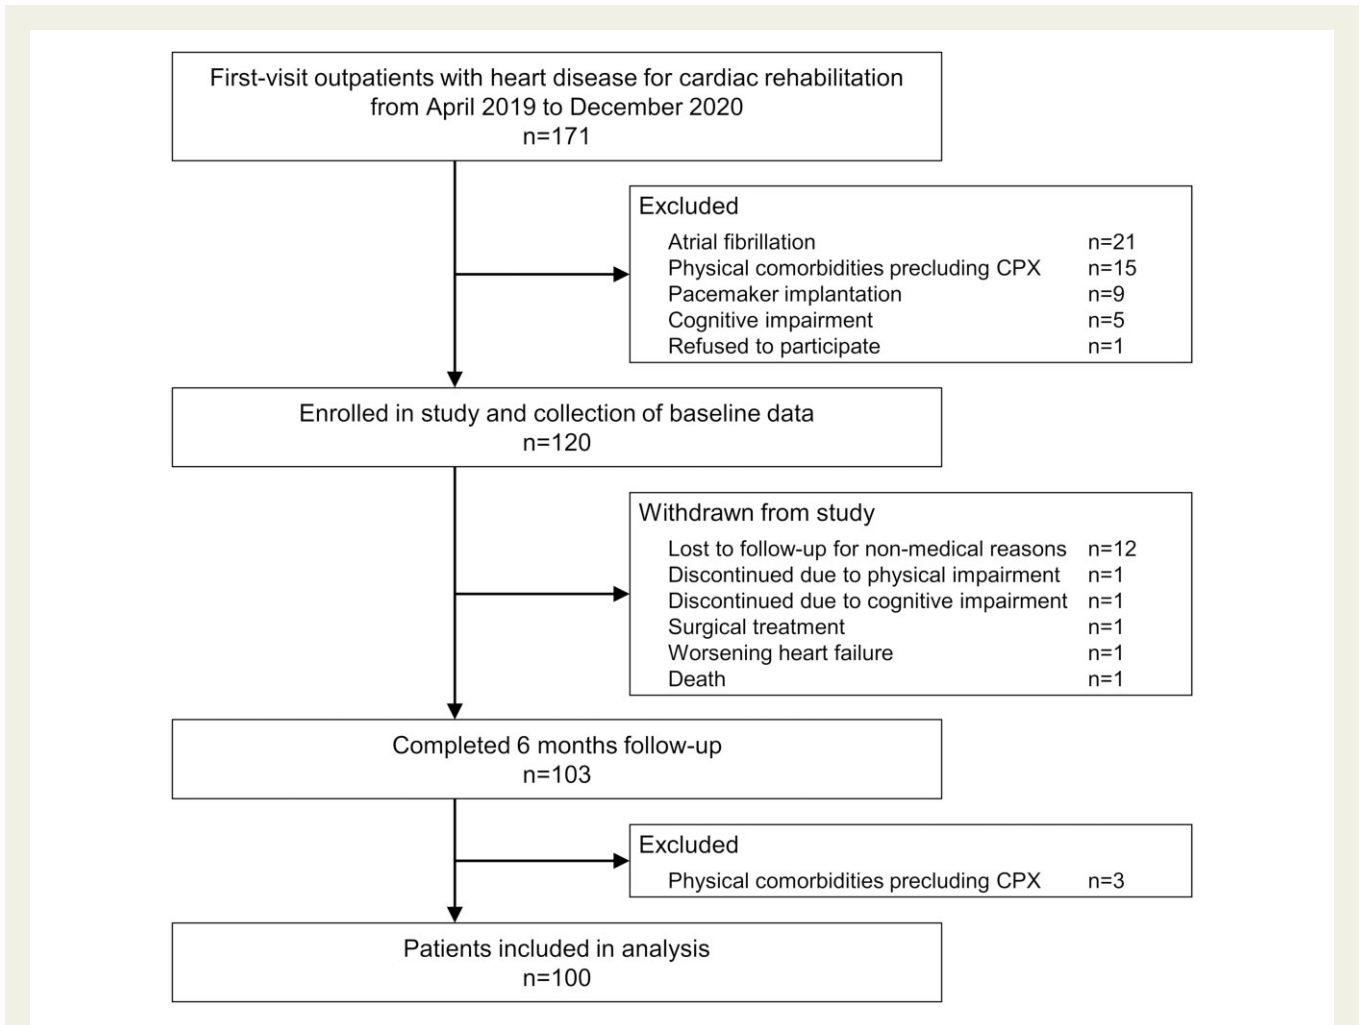 First-visit outpatients with heart disease for cardiac rehabilitation
from April 2019 to December 2020
n=171
Excluded
Atrial fibrillation n=21
Physical comorbidities precluding CPX n=15
Pacemaker implantation n=9
Cognitive impairment n=5
Refused to participate n=1
Enrolled in study and collection of baseline data
n=120
Withdrawn from study
Lost to follow-up for non-medical reasons n=12
Discontinued due to physical impairment n=1
Discontinued due to cognitive impairment n=1
Surgical treatment n=1
Worsening heart failure n=1
Death n=1
Completed 6 months follow-up
n=103
Excluded
Physical comorbidities precluding CPX n=3
Patients included in analysis
n=100